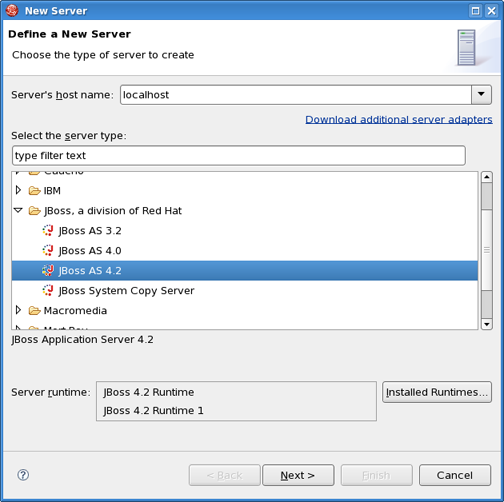 New Server
Define a New Server
Choose the type of server to create
Server's host name: localhost
Download additional server adapters
Select the server type:
type filter text
Caucho
IBM
JBoss, a division of Red Hat
JBoss AS 3.2
JBoss AS 4.0
JBoss AS 4.2
JBoss System Copy Server
Macromedia
JBoss Application Server 4.2
Server runtime: JBoss 4.2 Runtime Installed Runtimes...
JBoss 4.2 Runtime 1
? < Back Next > Finish Cancel